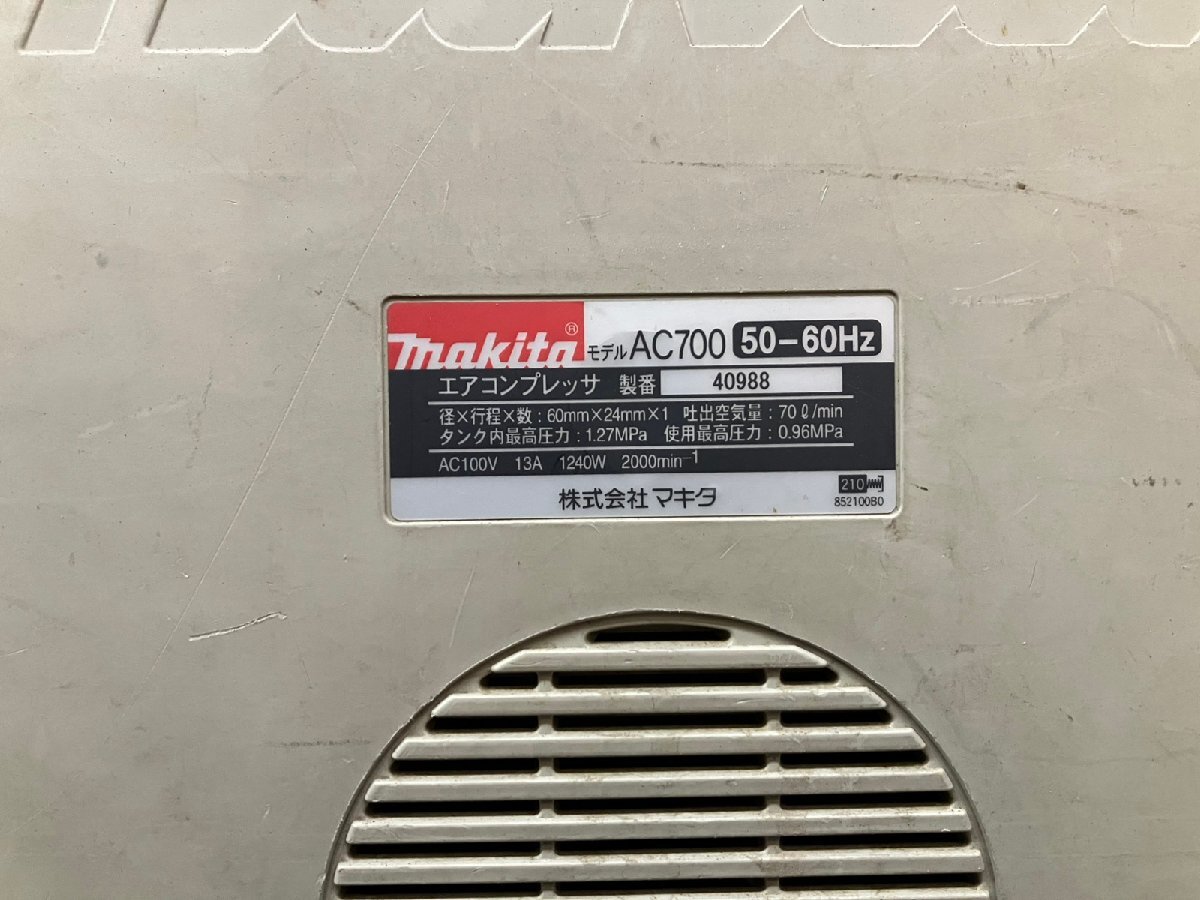 makita® モデル AC700 50-60Hz
エアコンプレッサ 製番 40988
径×行程×数:60mm×24mm×1 吐出空気量:70ℓ/min
タンク内最高圧力:1.27MPa 使用最高圧力:0.96MPa
AC100V 13A 1240W 2000min⁻¹
株式会社マキタ
210
852100B0